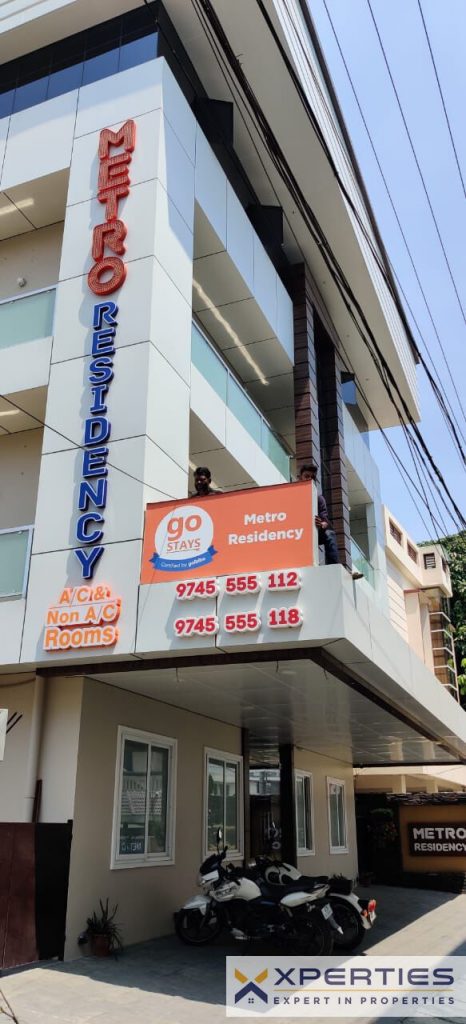 METRO
RESIDENCY
A/C &
Non A/C
Rooms
go
STAYS
Certified by goibibo
Metro
Residency
9745 555 112
9745 555 118
METRO
RESIDENCY
XPERTIES
EXPERT IN PROPERTIES